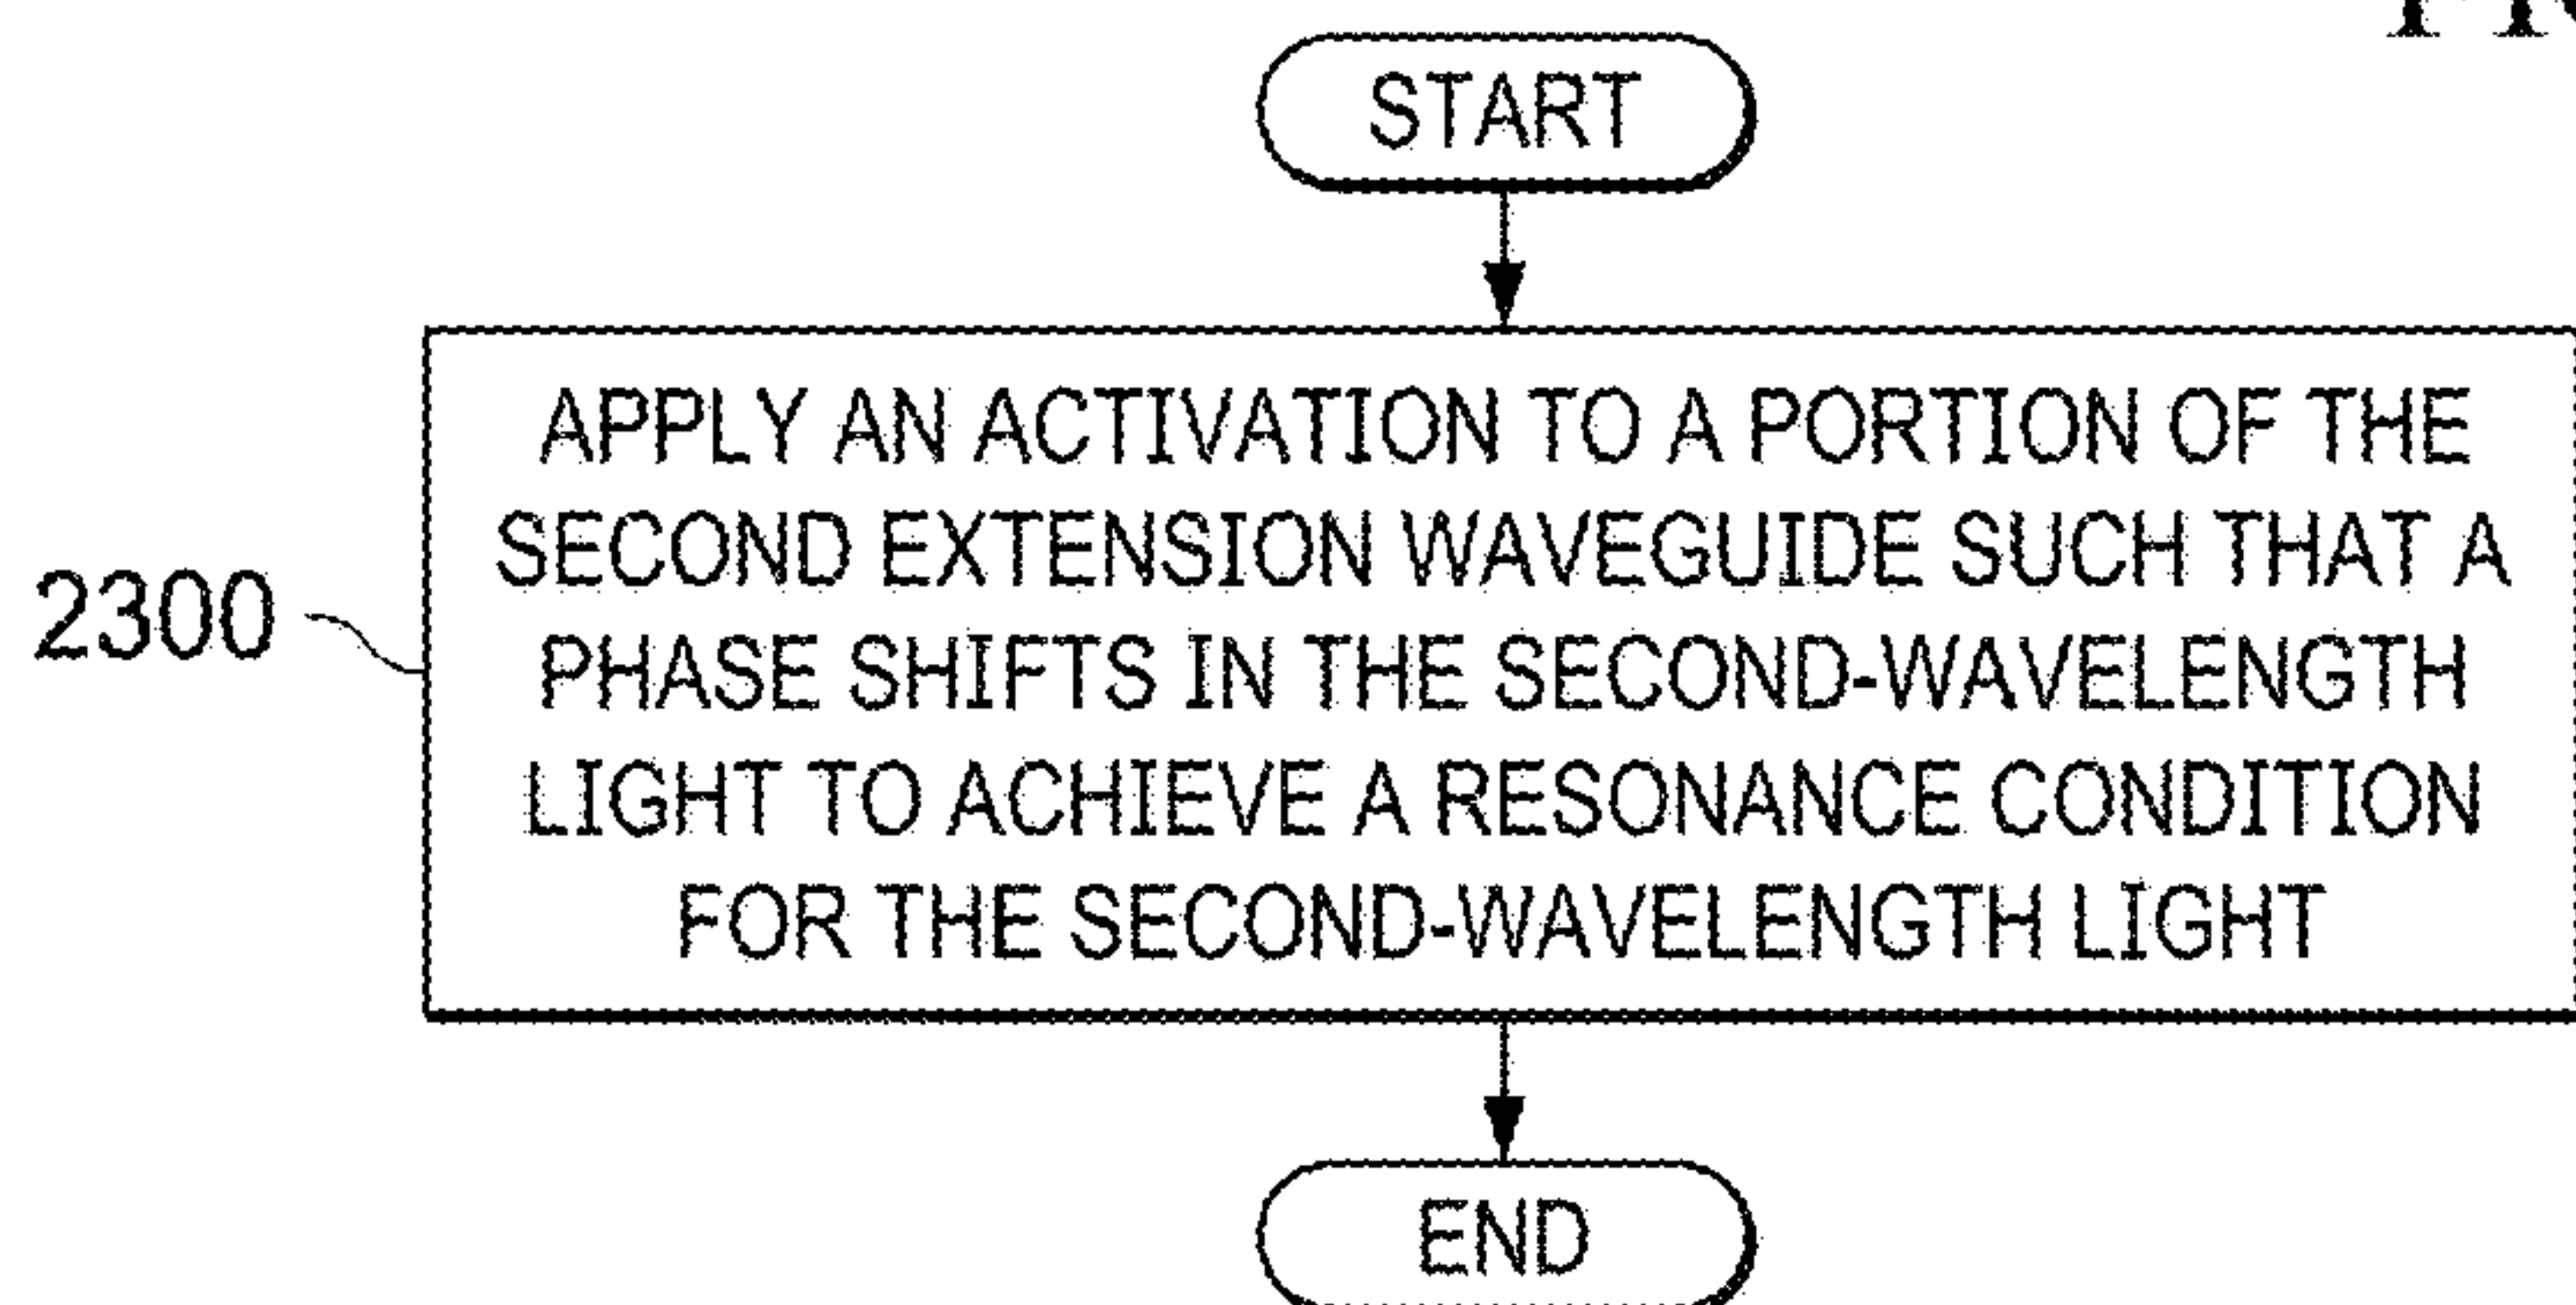 START
APPLY AN ACTIVATION TO A PORTION OF THE
SECOND EXTENSION WAVEGUIDE SUCH THAT A
PHASE SHIFTS IN THE SECOND-WAVELENGTH
LIGHT TO ACHIEVE A RESONANCE CONDITION
FOR THE SECOND-WAVELENGTH LIGHT
2300
END